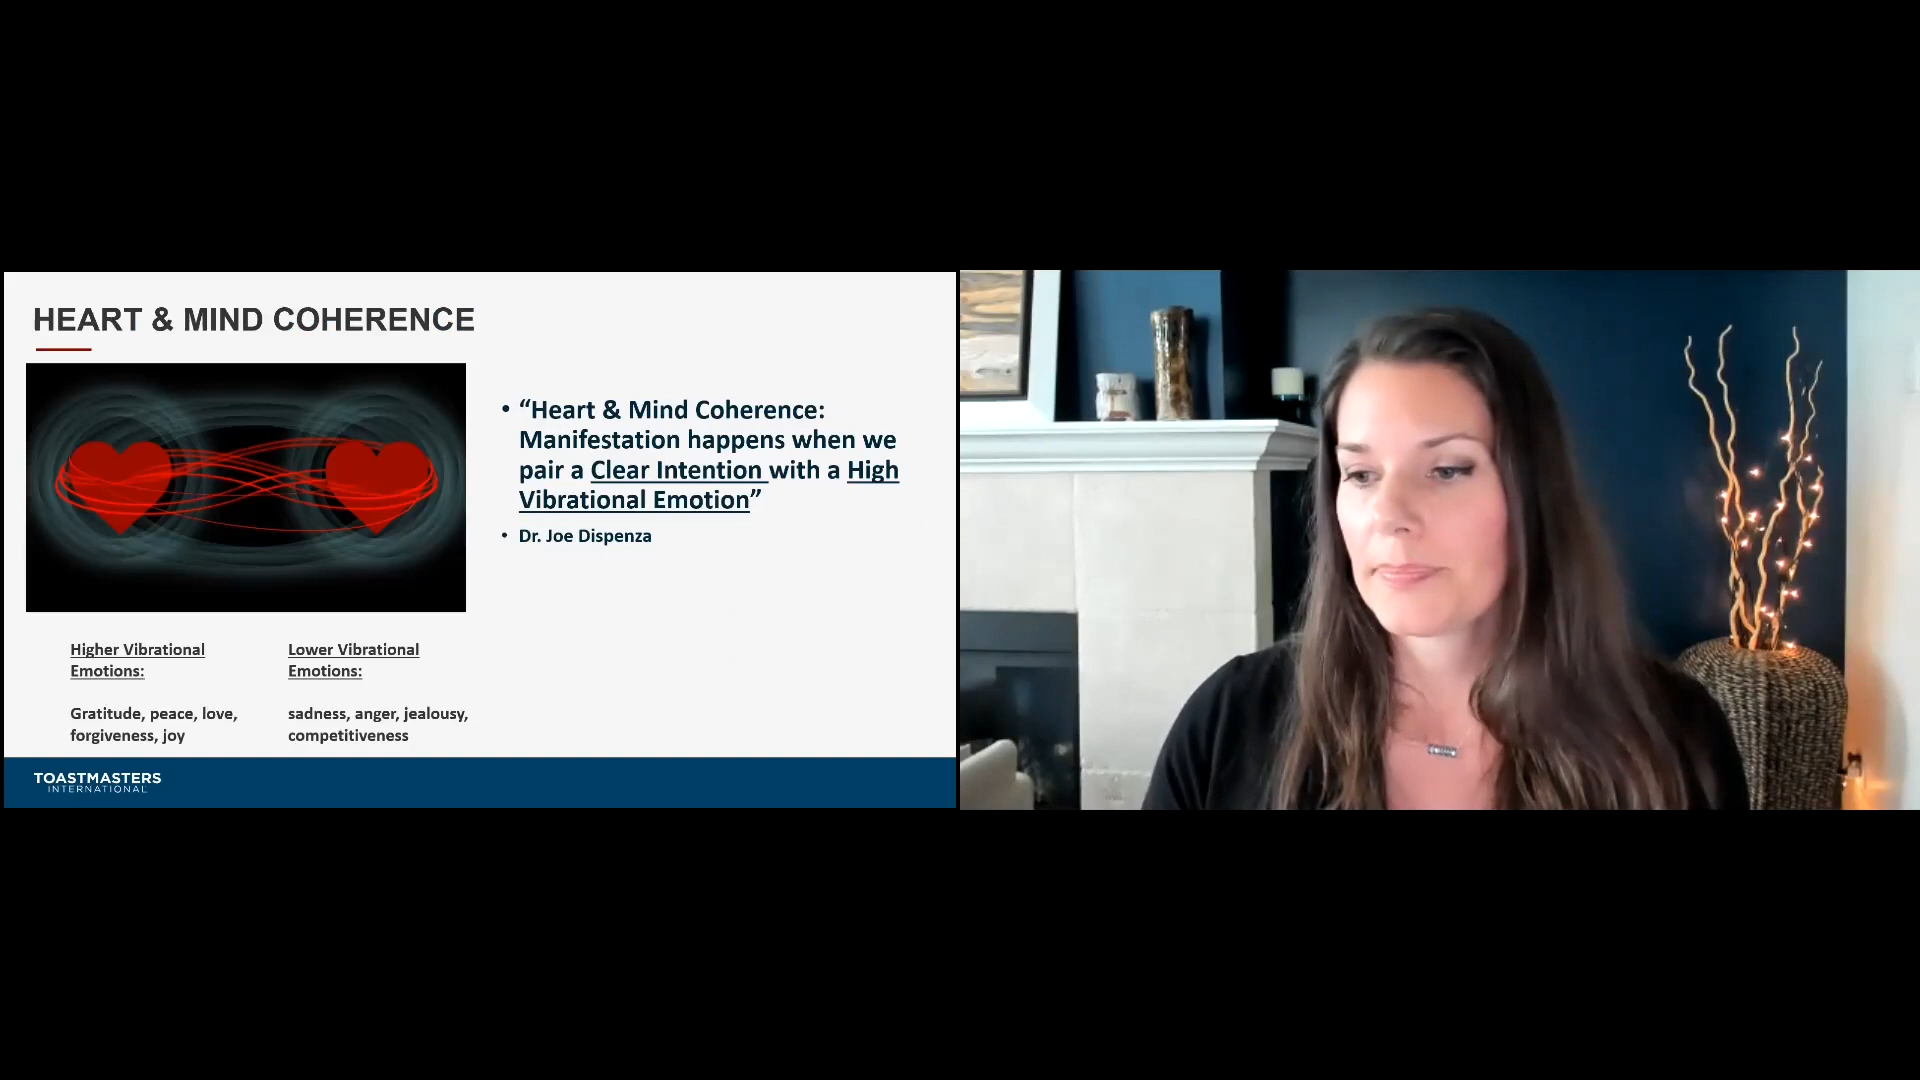 HEART & MIND COHERENCE
• “Heart & Mind Coherence:
Manifestation happens when we
pair a Clear Intention with a High
Vibrational Emotion”
• Dr. Joe Dispenza
Higher Vibrational
Emotions:
Gratitude, peace, love,
forgiveness, joy
Lower Vibrational
Emotions:
sadness, anger, jealousy,
competitiveness
TOASTMASTERS
INTERNATIONAL